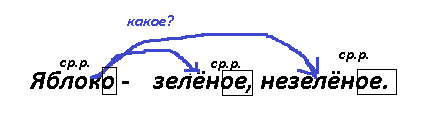 какое?
ср.р. ср.р. ср.р.
Яблоко - зелёное, незелёное.